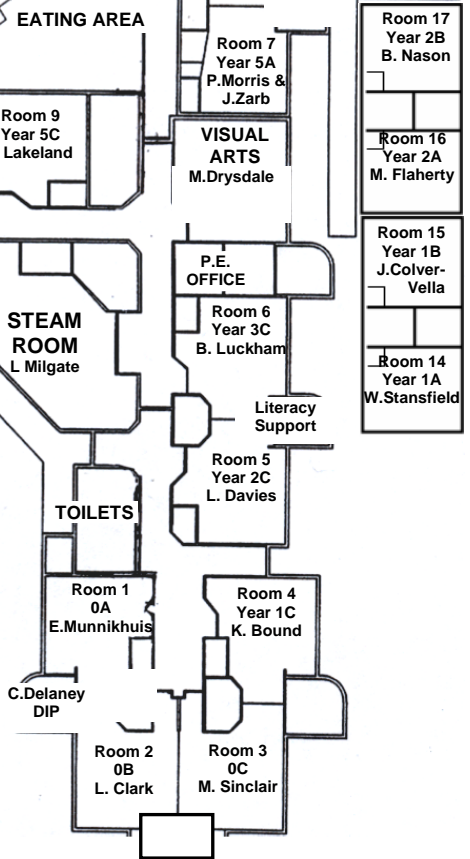 EATING AREA
Room 7
Year 5A
P.Morris &
J.Zarb
Room 17
Year 2B
B. Nason
Room 9
Year 5C
Lakeland
VISUAL
ARTS
M.Drysdale
Room 16
Year 2A
M. Flaherty
P.E.
OFFICE
Room 15
Year 1B
J.Colver-
Vella
STEAM
ROOM
L Milgate
Room 6
Year 3C
B. Luckham
Room 14
Year 1A
W.Stansfield
Literacy
Support
Room 5
Year 2C
L. Davies
TOILETS
Room 1
0A
E.Munnikhuis
Room 4
Year 1C
K. Bound
C.Delaney
DIP
Room 2
0B
L. Clark
Room 3
0C
M. Sinclair